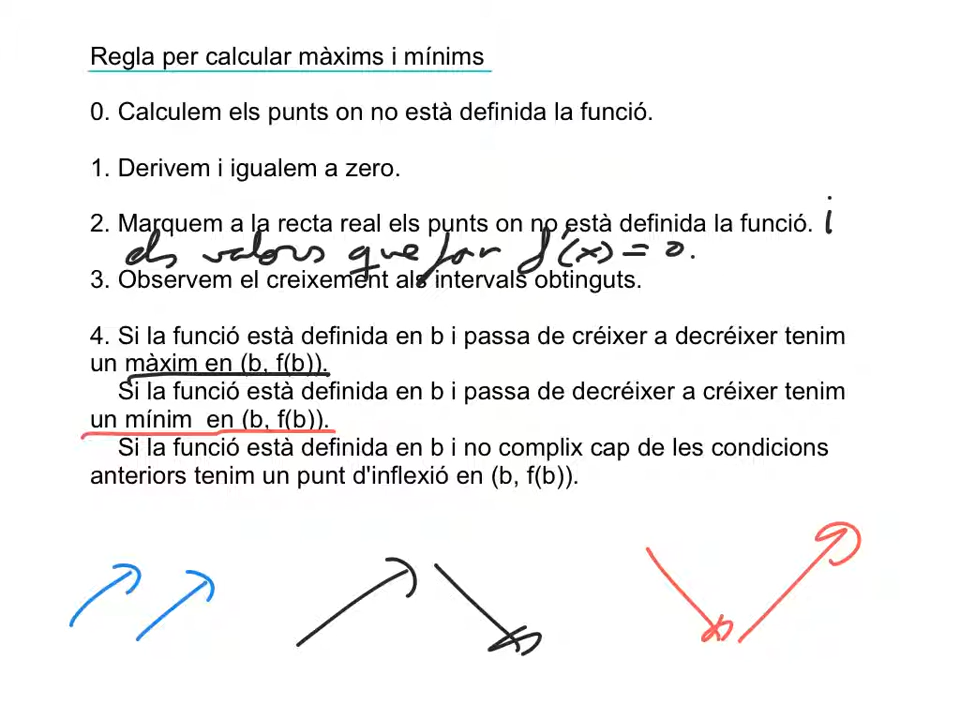 Regla per calcular màxims i mínims
0. Calculem els punts on no està definida la funció.
1. Derivem i igualem a zero.
2. Marquem a la recta real els punts on no està definida la funció. i
els valors que fan f'(x) = 0.
3. Observem el creixement als intervals obtinguts.
4. Si la funció està definida en b i passa de créixer a decréixer tenim
un màxim en (b, f(b)).
Si la funció està definida en b i passa de decréixer a créixer tenim
un mínim  en (b, f(b)).
Si la funció està definida en b i no complix cap de les condicions
anteriors tenim un punt d'inflexió en (b, f(b)).